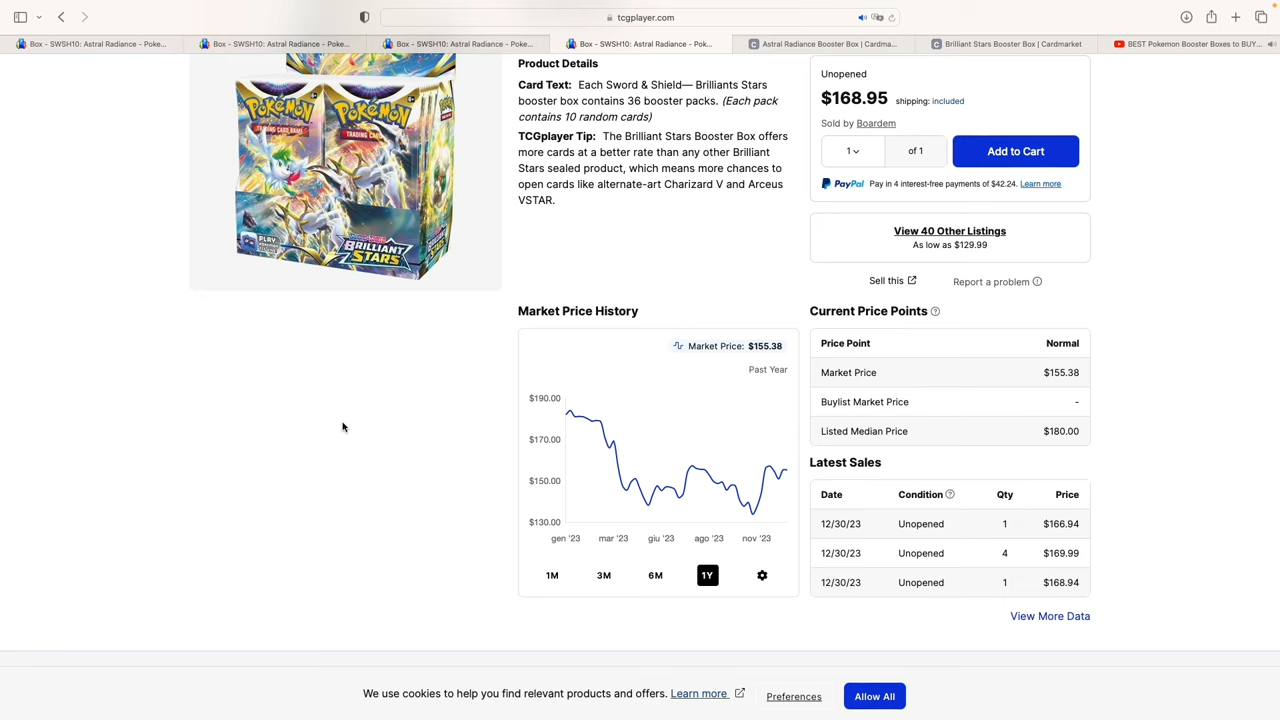 tcgplayer.com
Box - SWSH10: Astral Radiance - Poke...
Box - SWSH10: Astral Radiance - Poke...
Box - SWSH10: Astral Radiance - Poke...
Box - SWSH10: Astral Radiance - Pok...
Astral Radiance Booster Box | Cardma...
Brilliant Stars Booster Box | Cardmarket
BEST Pokemon Booster Boxes to BUY...
POKéMON
TRADING CARD GAME
POKéMON
TRADING CARD
PLAY
BRILLIANT
STARS
Product Details
Card Text: Each Sword & Shield— Brilliants Stars
booster box contains 36 booster packs. (Each pack
contains 10 random cards)
TCGplayer Tip: The Brilliant Stars Booster Box offers
more cards at a better rate than any other Brilliant
Stars sealed product, which means more chances to
open cards like alternate-art Charizard V and Arceus
VSTAR.
Unopened
$168.95 shipping: included
Sold by Boardem
1 of 1 Add to Cart
PayPal Pay in 4 interest-free payments of $42.24. Learn more
View 40 Other Listings
As low as $129.99
Sell this Report a problem
Market Price History
Market Price: $155.38
Past Year
$190.00
$170.00
$150.00
$130.00
gen '23 mar '23 giu '23 ago '23 nov '23
1M 3M 6M 1Y
Current Price Points
Price Point Normal
Market Price $155.38
Buylist Market Price -
Listed Median Price $180.00
Latest Sales
Date Condition Qty Price
12/30/23 Unopened 1 $166.94
12/30/23 Unopened 4 $169.99
12/30/23 Unopened 1 $168.94
View More Data
We use cookies to help you find relevant products and offers. Learn more Preferences Allow All